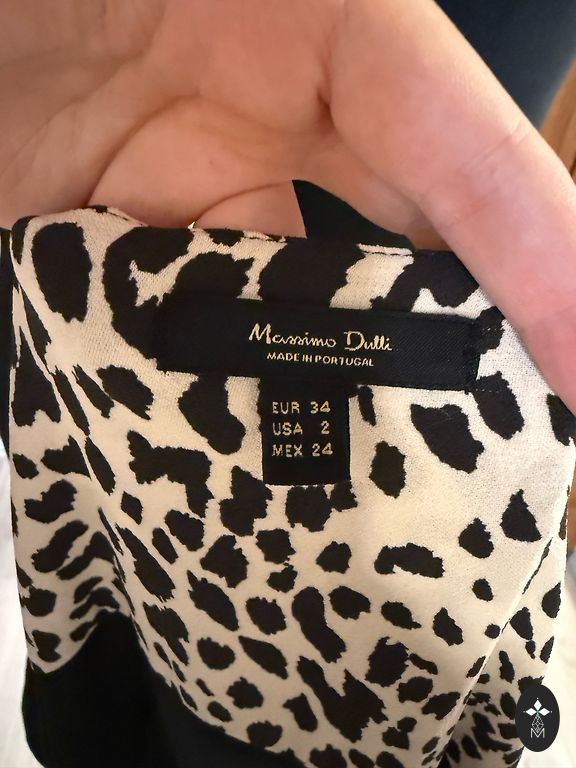 Massimo Dutti
MADE IN PORTUGAL
EUR 34
USA 2
MEX 24
M